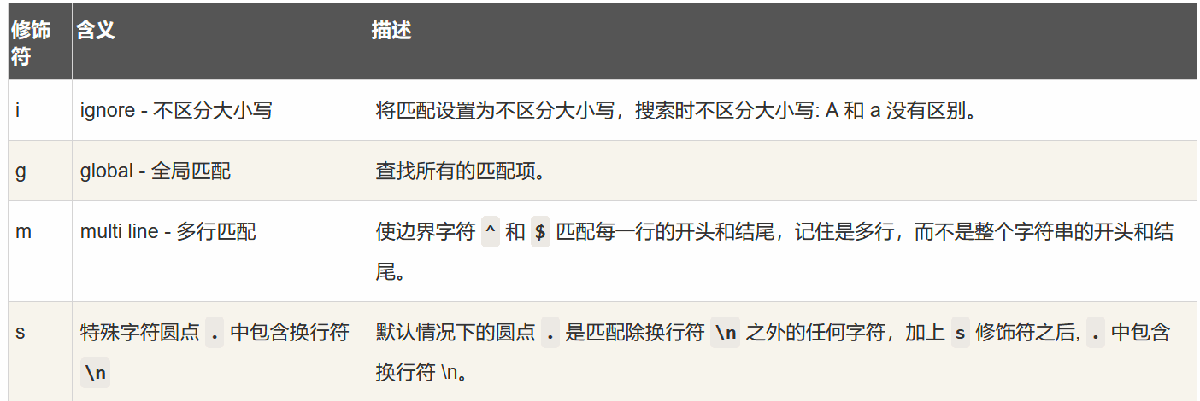 修饰符 含义 描述
i ignore - 不区分大小写 将匹配设置为不区分大小写，搜索时不区分大小写: A 和 a 没有区别。
g global - 全局匹配 查找所有的匹配项。
m multi line - 多行匹配 使边界字符 ^ 和 $ 匹配每一行的开头和结尾，记住是多行，而不是整个字符串的开头和结
尾。
s 特殊字符圆点 . 中包含换行符 默认情况下的圆点 . 是匹配除换行符 \n 之外的任何字符，加上 s 修饰符之后, . 中包含
\n 换行符 \n。